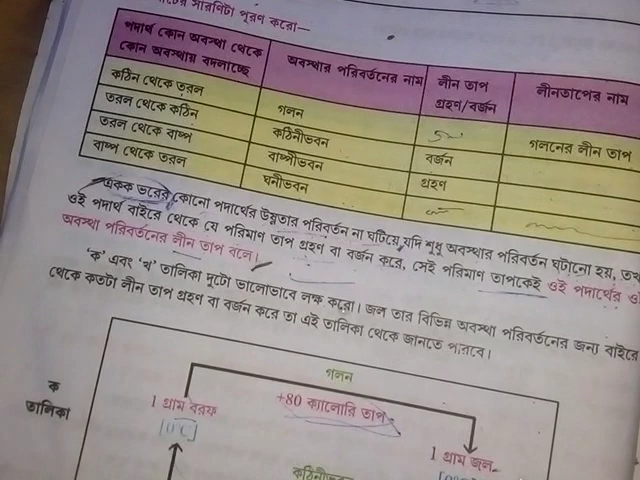 সারণিটা পূরণ করো—
পদার্থ কোন অবস্থা থেকে কোন অবস্থায় বদলাচ্ছে
অবস্থার পরিবর্তনের নাম
লীন তাপ গ্রহণ/বর্জন
লীনতাপের নাম
কঠিন থেকে তরল
গলন
গলনের লীন তাপ
তরল থেকে কঠিন
কঠিনীভবন
বর্জন
তরল থেকে বাষ্প
বাষ্পীভবন
গ্রহণ
বাষ্প থেকে তরল
ঘনীভবন
একক ভরের কোনো পদার্থের উষ্ণতার পরিবর্তন না ঘটিয়ে যদি শুধু অবস্থার পরিবর্তন ঘটানো হয়,
ওই পদার্থ বাইরে থেকে যে পরিমাণ তাপ গ্রহণ বা বর্জন করে, সেই পরিমাণ তাপকেই ওই পদার্থের
অবস্থা পরিবর্তনের লীন তাপ বলে।
'ক' এবং 'খ' তালিকা দুটো ভালোভাবে লক্ষ করো। জল তার বিভিন্ন অবস্থা পরিবর্তনের জন্য বাইরে
থেকে কতটা লীন তাপ গ্রহণ বা বর্জন করে তা এই তালিকা থেকে জানতে পারবে।
গলন
ক
তালিকা
1 গ্রাম বরফ
+80 ক্যালোরি তাপ
1 গ্রাম জল
[0°C]